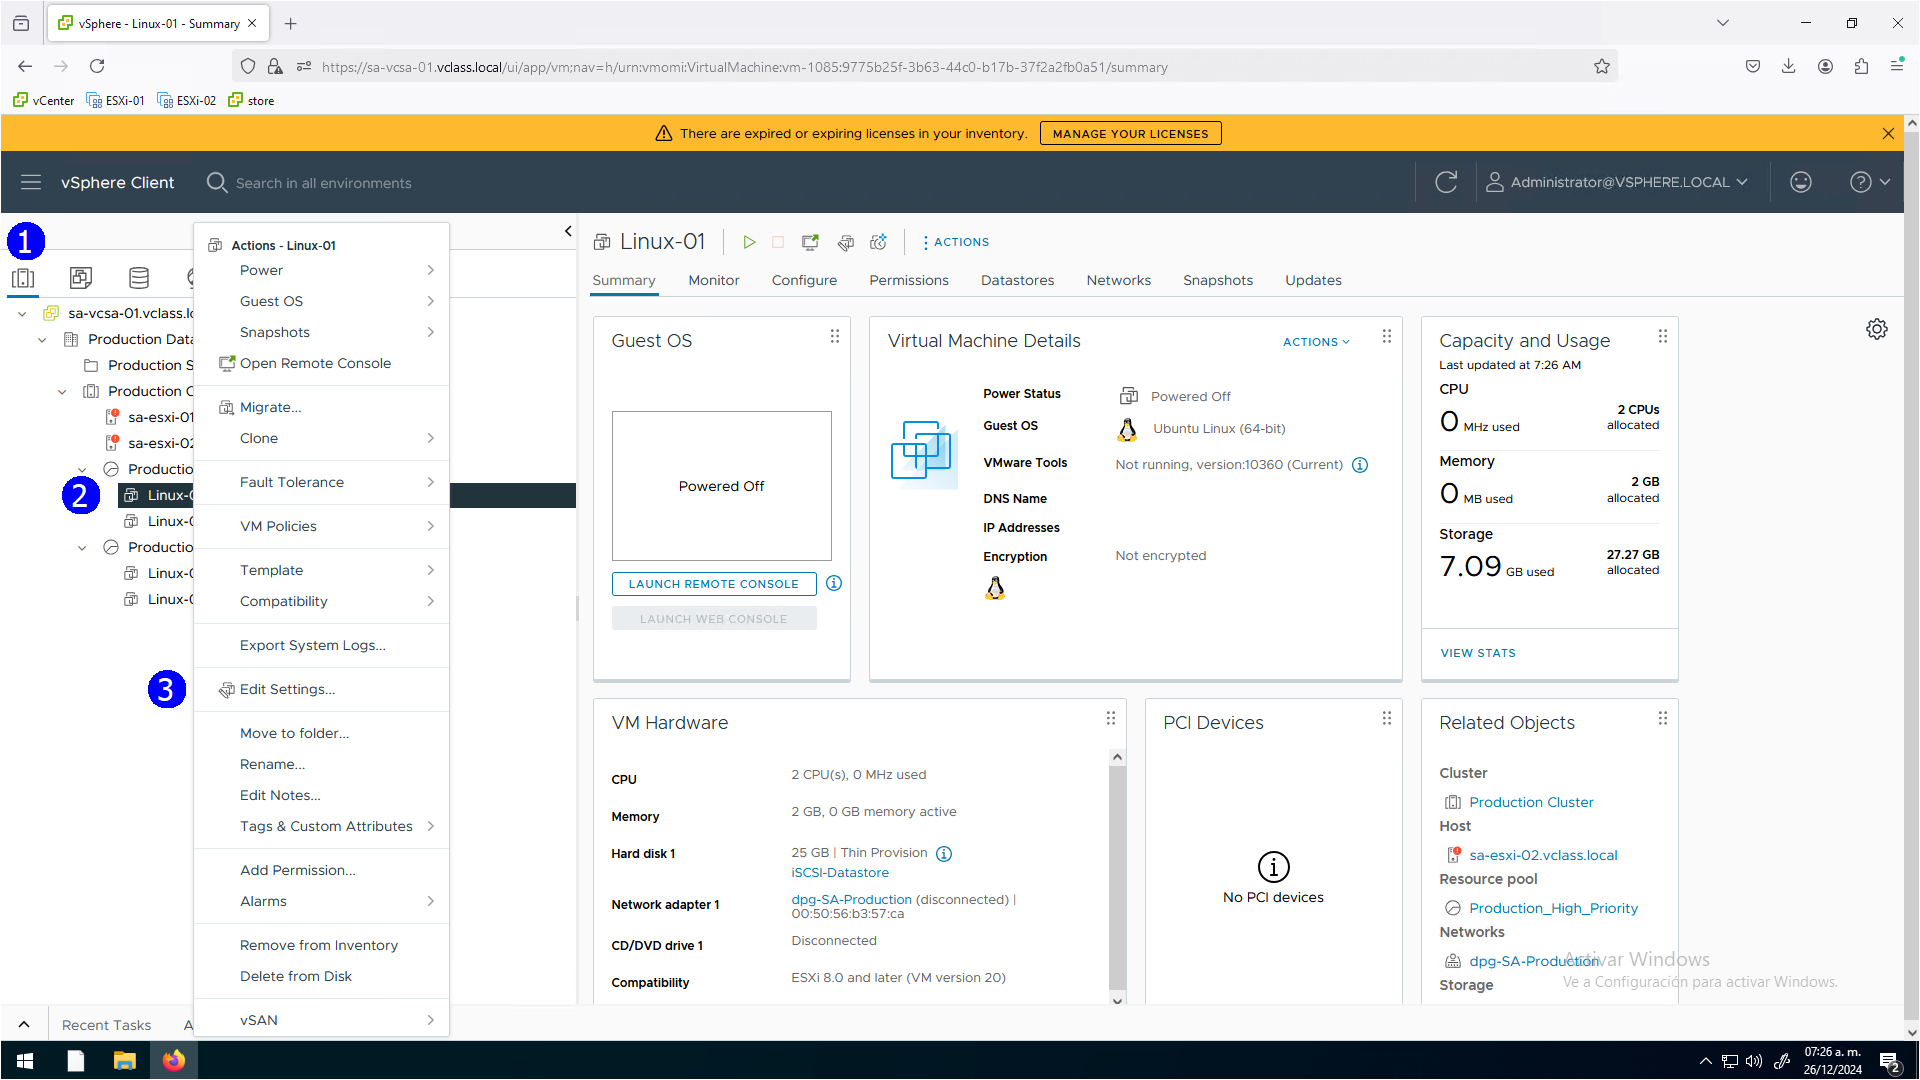 vSphere - Linux-01 - Summary
https://sa-vcsa-01.vclass.local/ui/app/vm;nav=h/urn:vmomi:VirtualMachine:vm-1085:9775b25f-3b63-44c0-b17b-37f2a2fb0a51/summary
vCenter ESXi-01 ESXi-02 store
There are expired or expiring licenses in your inventory. MANAGE YOUR LICENSES
vSphere Client Search in all environments Administrator@VSPHERE.LOCAL
1
sa-vcsa-01.vclass.lo
Production Data
Production S
Production C
sa-esxi-01
sa-esxi-02
Productio
2
Linux-0
Linux-0
Productio
Linux-0
Linux-0
3
Actions - Linux-01
Power
Guest OS
Snapshots
Open Remote Console
Migrate...
Clone
Fault Tolerance
VM Policies
Template
Compatibility
Export System Logs...
Edit Settings...
Move to folder...
Rename...
Edit Notes...
Tags & Custom Attributes
Add Permission...
Alarms
Remove from Inventory
Delete from Disk
vSAN
Linux-01 ACTIONS
Summary Monitor Configure Permissions Datastores Networks Snapshots Updates
Guest OS
Powered Off
LAUNCH REMOTE CONSOLE
LAUNCH WEB CONSOLE
Virtual Machine Details ACTIONS
Power Status Powered Off
Guest OS Ubuntu Linux (64-bit)
VMware Tools Not running, version:10360 (Current)
DNS Name
IP Addresses
Encryption Not encrypted
Capacity and Usage
Last updated at 7:26 AM
CPU
0 MHz used 2 CPUs allocated
Memory
0 MB used 2 GB allocated
Storage
7.09 GB used 27.27 GB allocated
VIEW STATS
VM Hardware
CPU 2 CPU(s), 0 MHz used
Memory 2 GB, 0 GB memory active
Hard disk 1 25 GB | Thin Provision
iSCSI-Datastore
Network adapter 1 dpg-SA-Production (disconnected) |
00:50:56:b3:57:ca
CD/DVD drive 1 Disconnected
Compatibility ESXi 8.0 and later (VM version 20)
PCI Devices
No PCI devices
Related Objects
Cluster
Production Cluster
Host
sa-esxi-02.vclass.local
Resource pool
Production_High_Priority
Networks
dpg-SA-Production
Storage
Activar Windows
Ve a Configuración para activar Windows.
Recent Tasks A
07:26 a. m.
26/12/2024
2